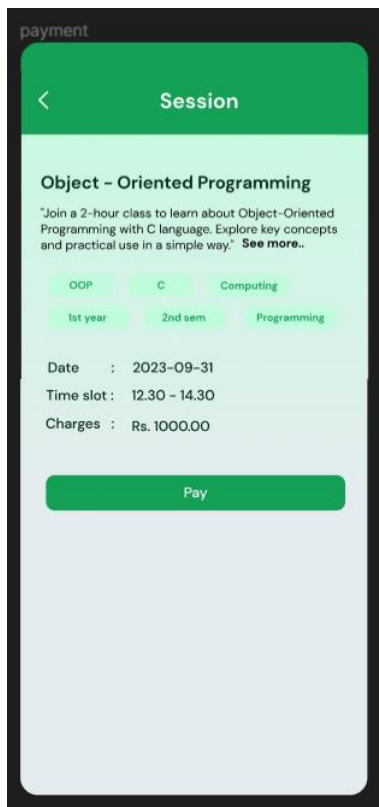 payment
Session
Object - Oriented Programming
"Join a 2-hour class to learn about Object-Oriented
Programming with C language. Explore key concepts
and practical use in a simple way." See more..
OOP C Computing
1st year 2nd sem Programming
Date : 2023-09-31
Time slot : 12.30 - 14.30
Charges : Rs. 1000.00
Pay